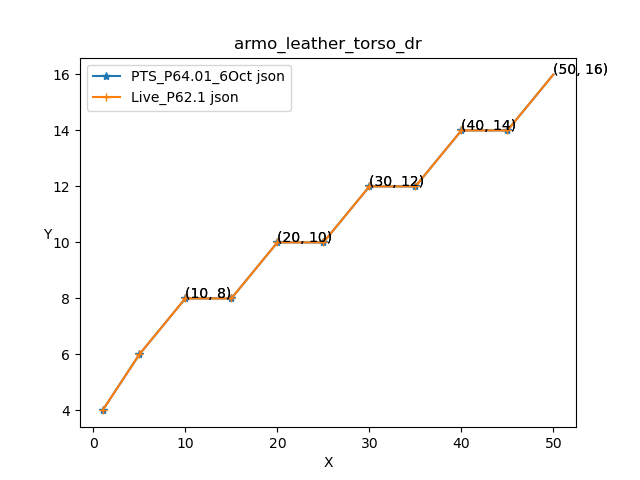 armo_leather_torso_dr
PTS_P64.01_6Oct json
Live_P62.1 json
(50, 16)
(40, 14)
(30, 12)
(20, 10)
(10, 8)
16
14
12
10
8
6
4
Y
0 10 20 30 40 50
X